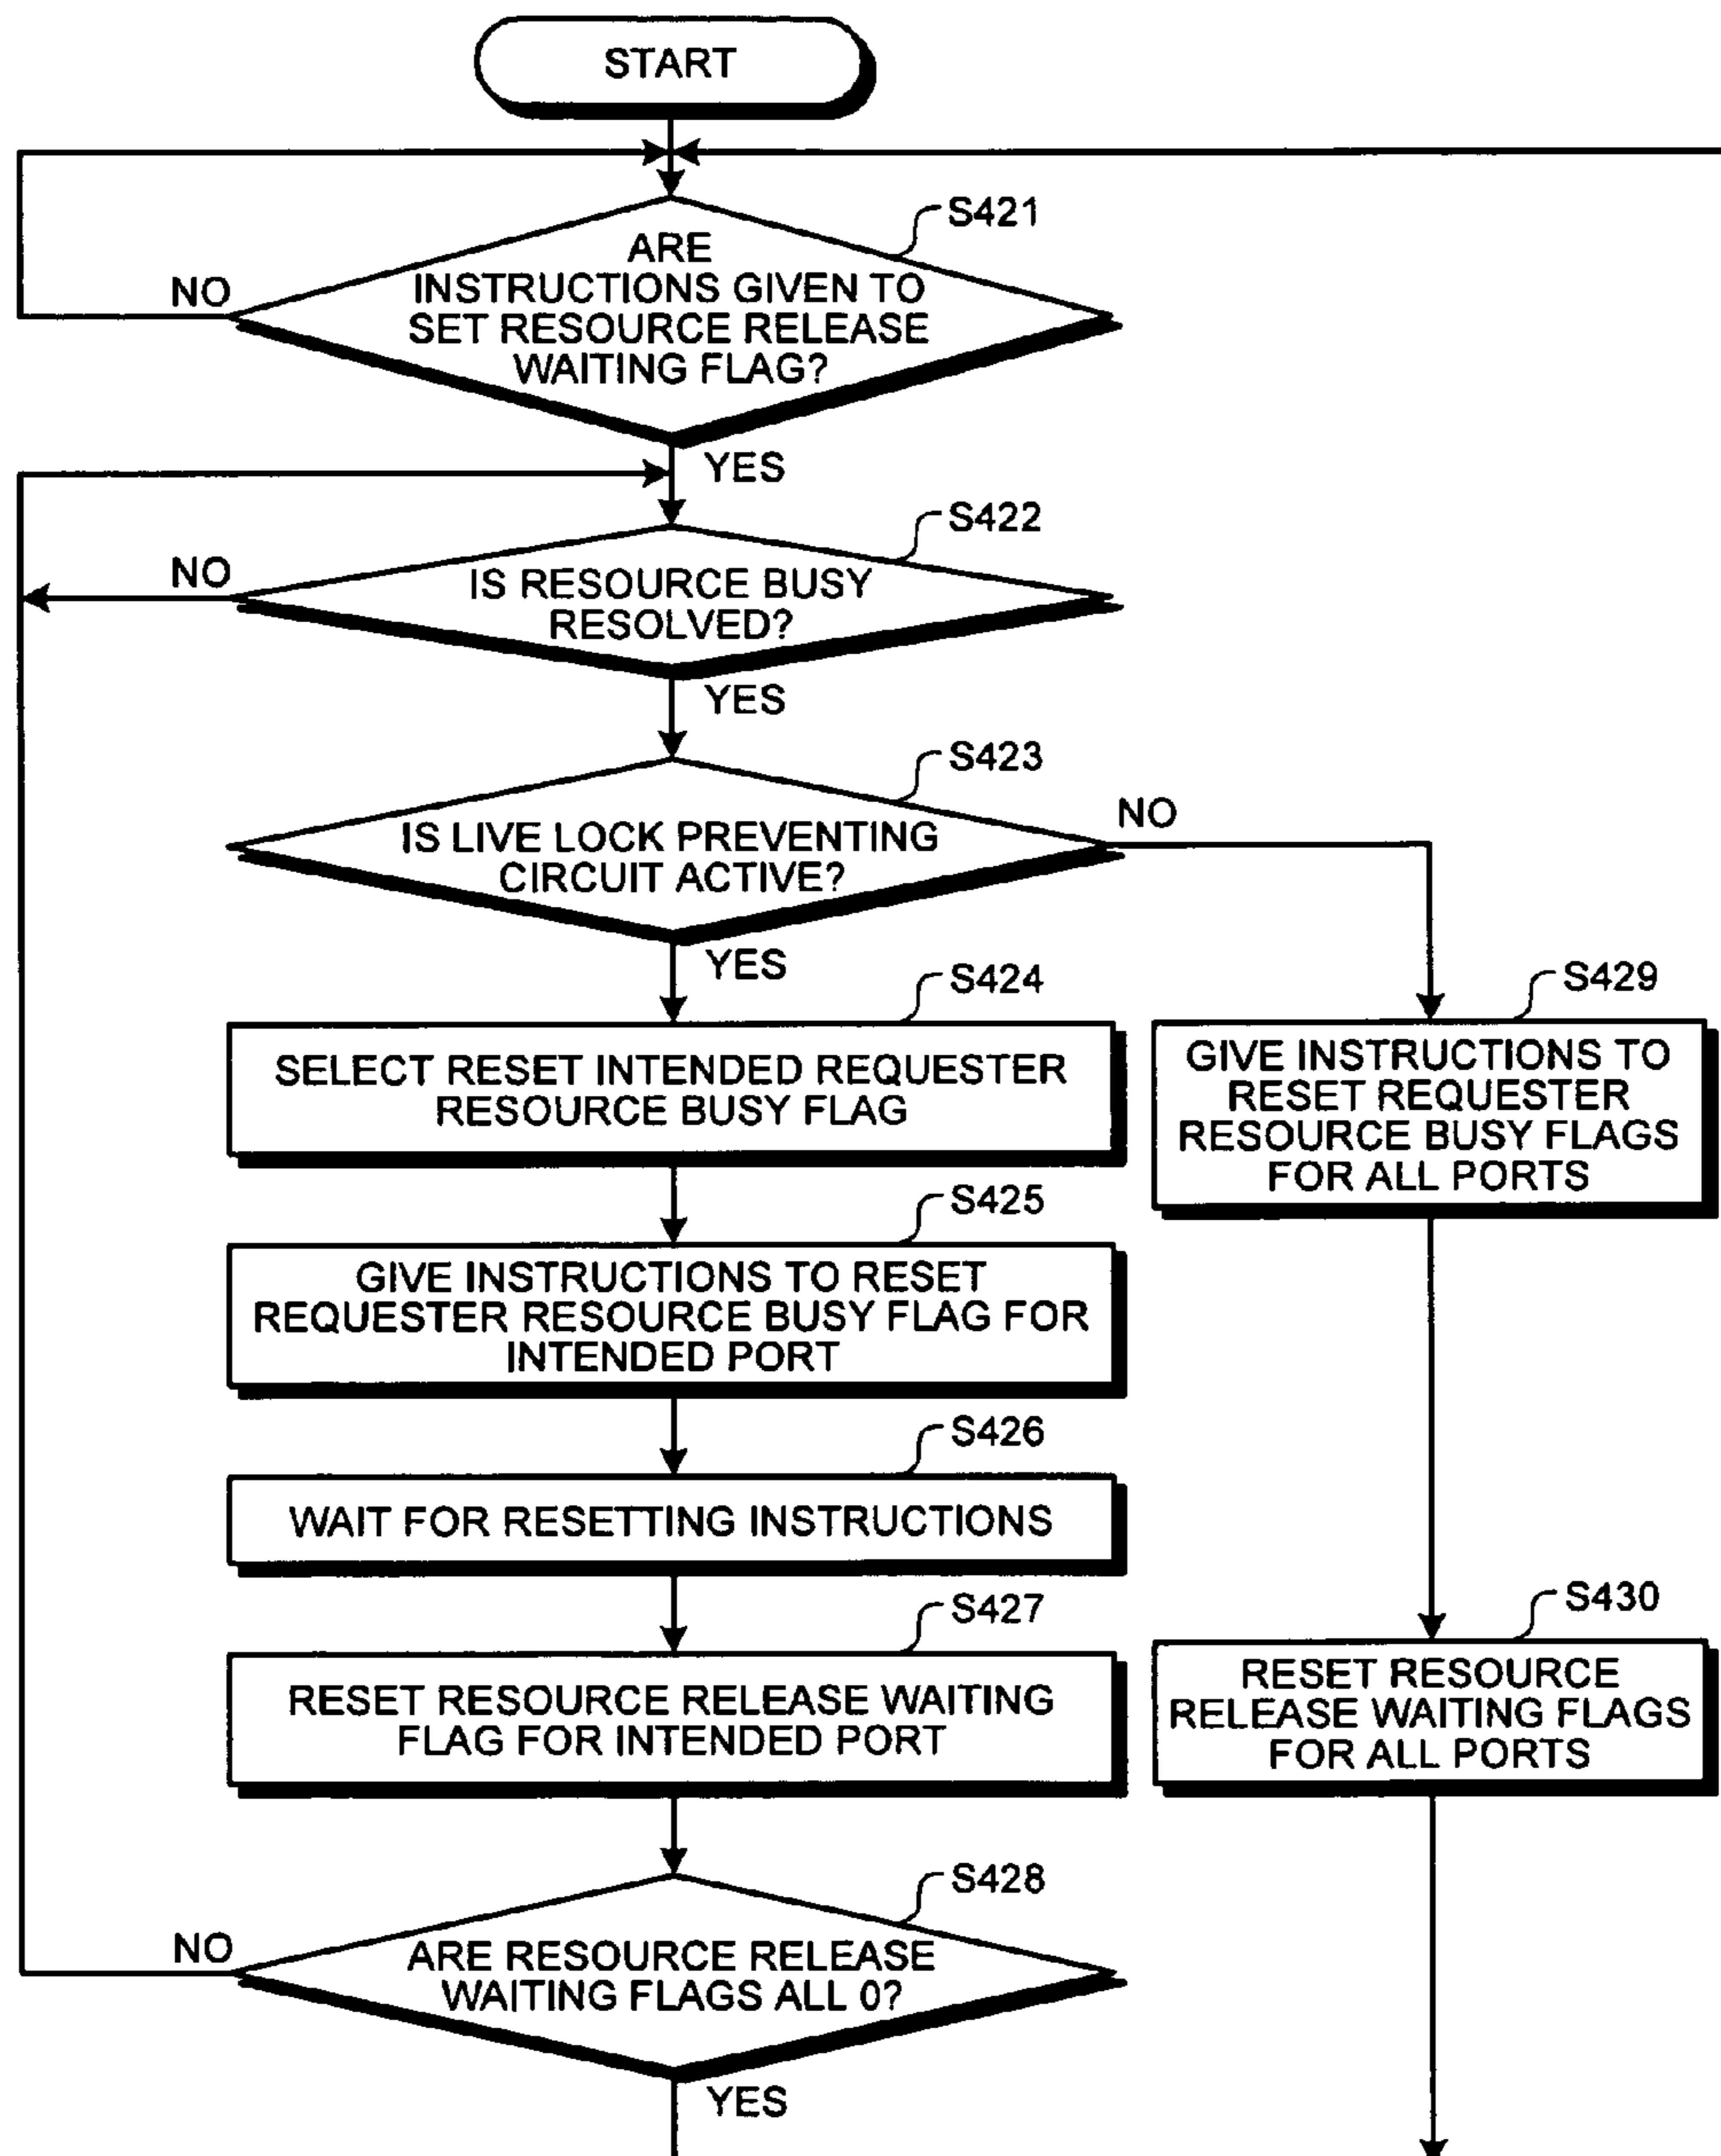 START
S421
ARE
INSTRUCTIONS GIVEN TO
SET RESOURCE RELEASE
WAITING FLAG?
NO
YES
S422
NO
IS RESOURCE BUSY
RESOLVED?
YES
S423
IS LIVE LOCK PREVENTING
CIRCUIT ACTIVE?
NO
YES
S424
SELECT RESET INTENDED REQUESTER
RESOURCE BUSY FLAG
S429
GIVE INSTRUCTIONS TO
RESET REQUESTER
RESOURCE BUSY FLAGS
FOR ALL PORTS
S425
GIVE INSTRUCTIONS TO RESET
REQUESTER RESOURCE BUSY FLAG FOR
INTENDED PORT
S426
WAIT FOR RESETTING INSTRUCTIONS
S427
RESET RESOURCE RELEASE WAITING
FLAG FOR INTENDED PORT
S430
RESET RESOURCE
RELEASE WAITING FLAGS
FOR ALL PORTS
S428
NO
ARE RESOURCE RELEASE
WAITING FLAGS ALL 0?
YES